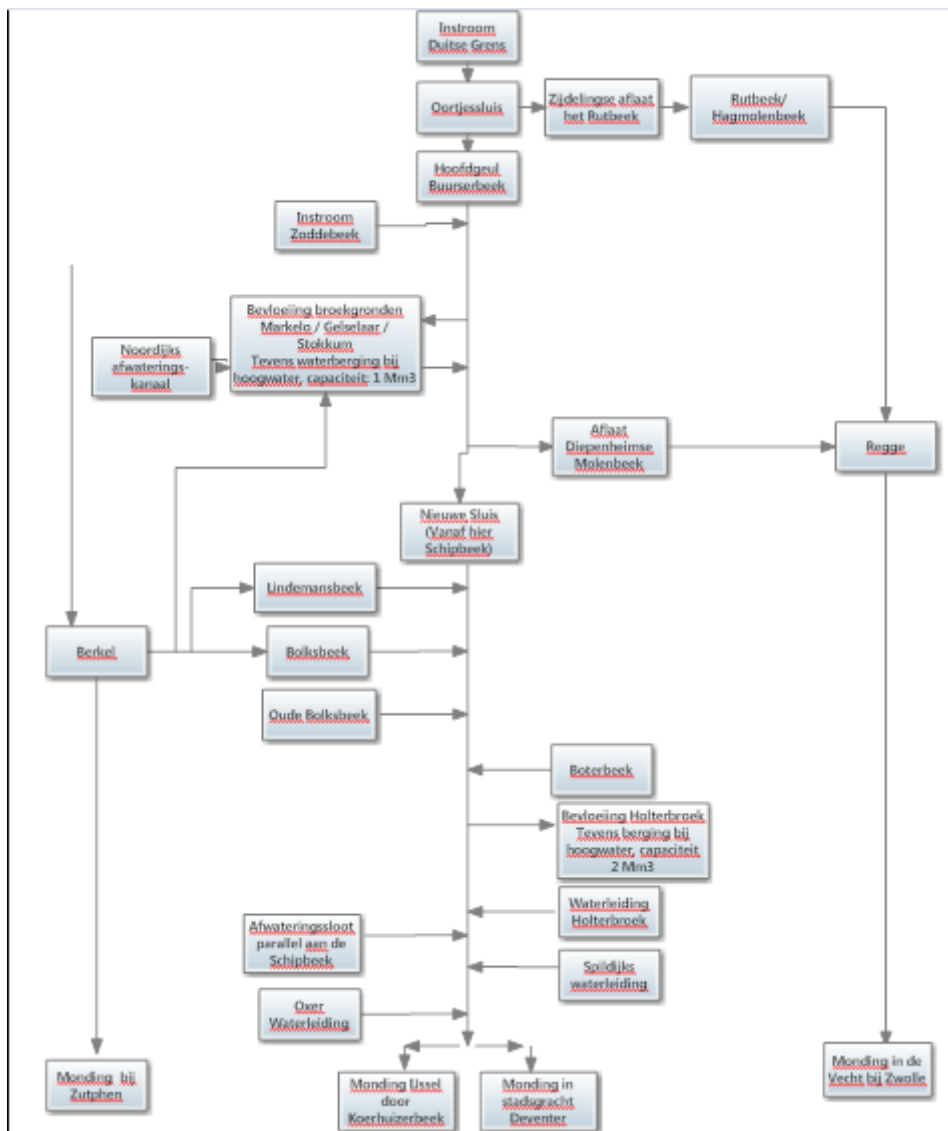 Instroom
Duitse Grens
Oortjessluis
Zijdelingse aflaat
het Rutbeek
Rutbeek/
Hagmolenbeek
Hoofdgeul
Buurserbeek
Instroom
Zoddebeek
Bevloeiing broekgronden
Markelo / Gelselaar /
Stokkum
Tevens waterberging bij
hoogwater, capaciteit: 1 Mm3
Noordijks
afwaterings-
kanaal
Aflaat
Diepenheimse
Molenbeek
Regge
Nieuwe Sluis
(Vanaf hier
Schipbeek)
Lindemansbeek
Berkel
Bolksbeek
Oude Bolksbeek
Boterbeek
Bevloeiing Holterbroek
Tevens berging bij
hoogwater, capaciteit
2 Mm3
Waterleiding
Holterbroek
Afwateringssloot
parallel aan de
Schipbeek
Spildijks
waterleiding
Oxer
Waterleiding
Monding bij
Zutphen
Monding IJssel
door
Koerhuizerbeek
Monding in
stadsgracht
Deventer
Monding in de
Vecht bij Zwolle